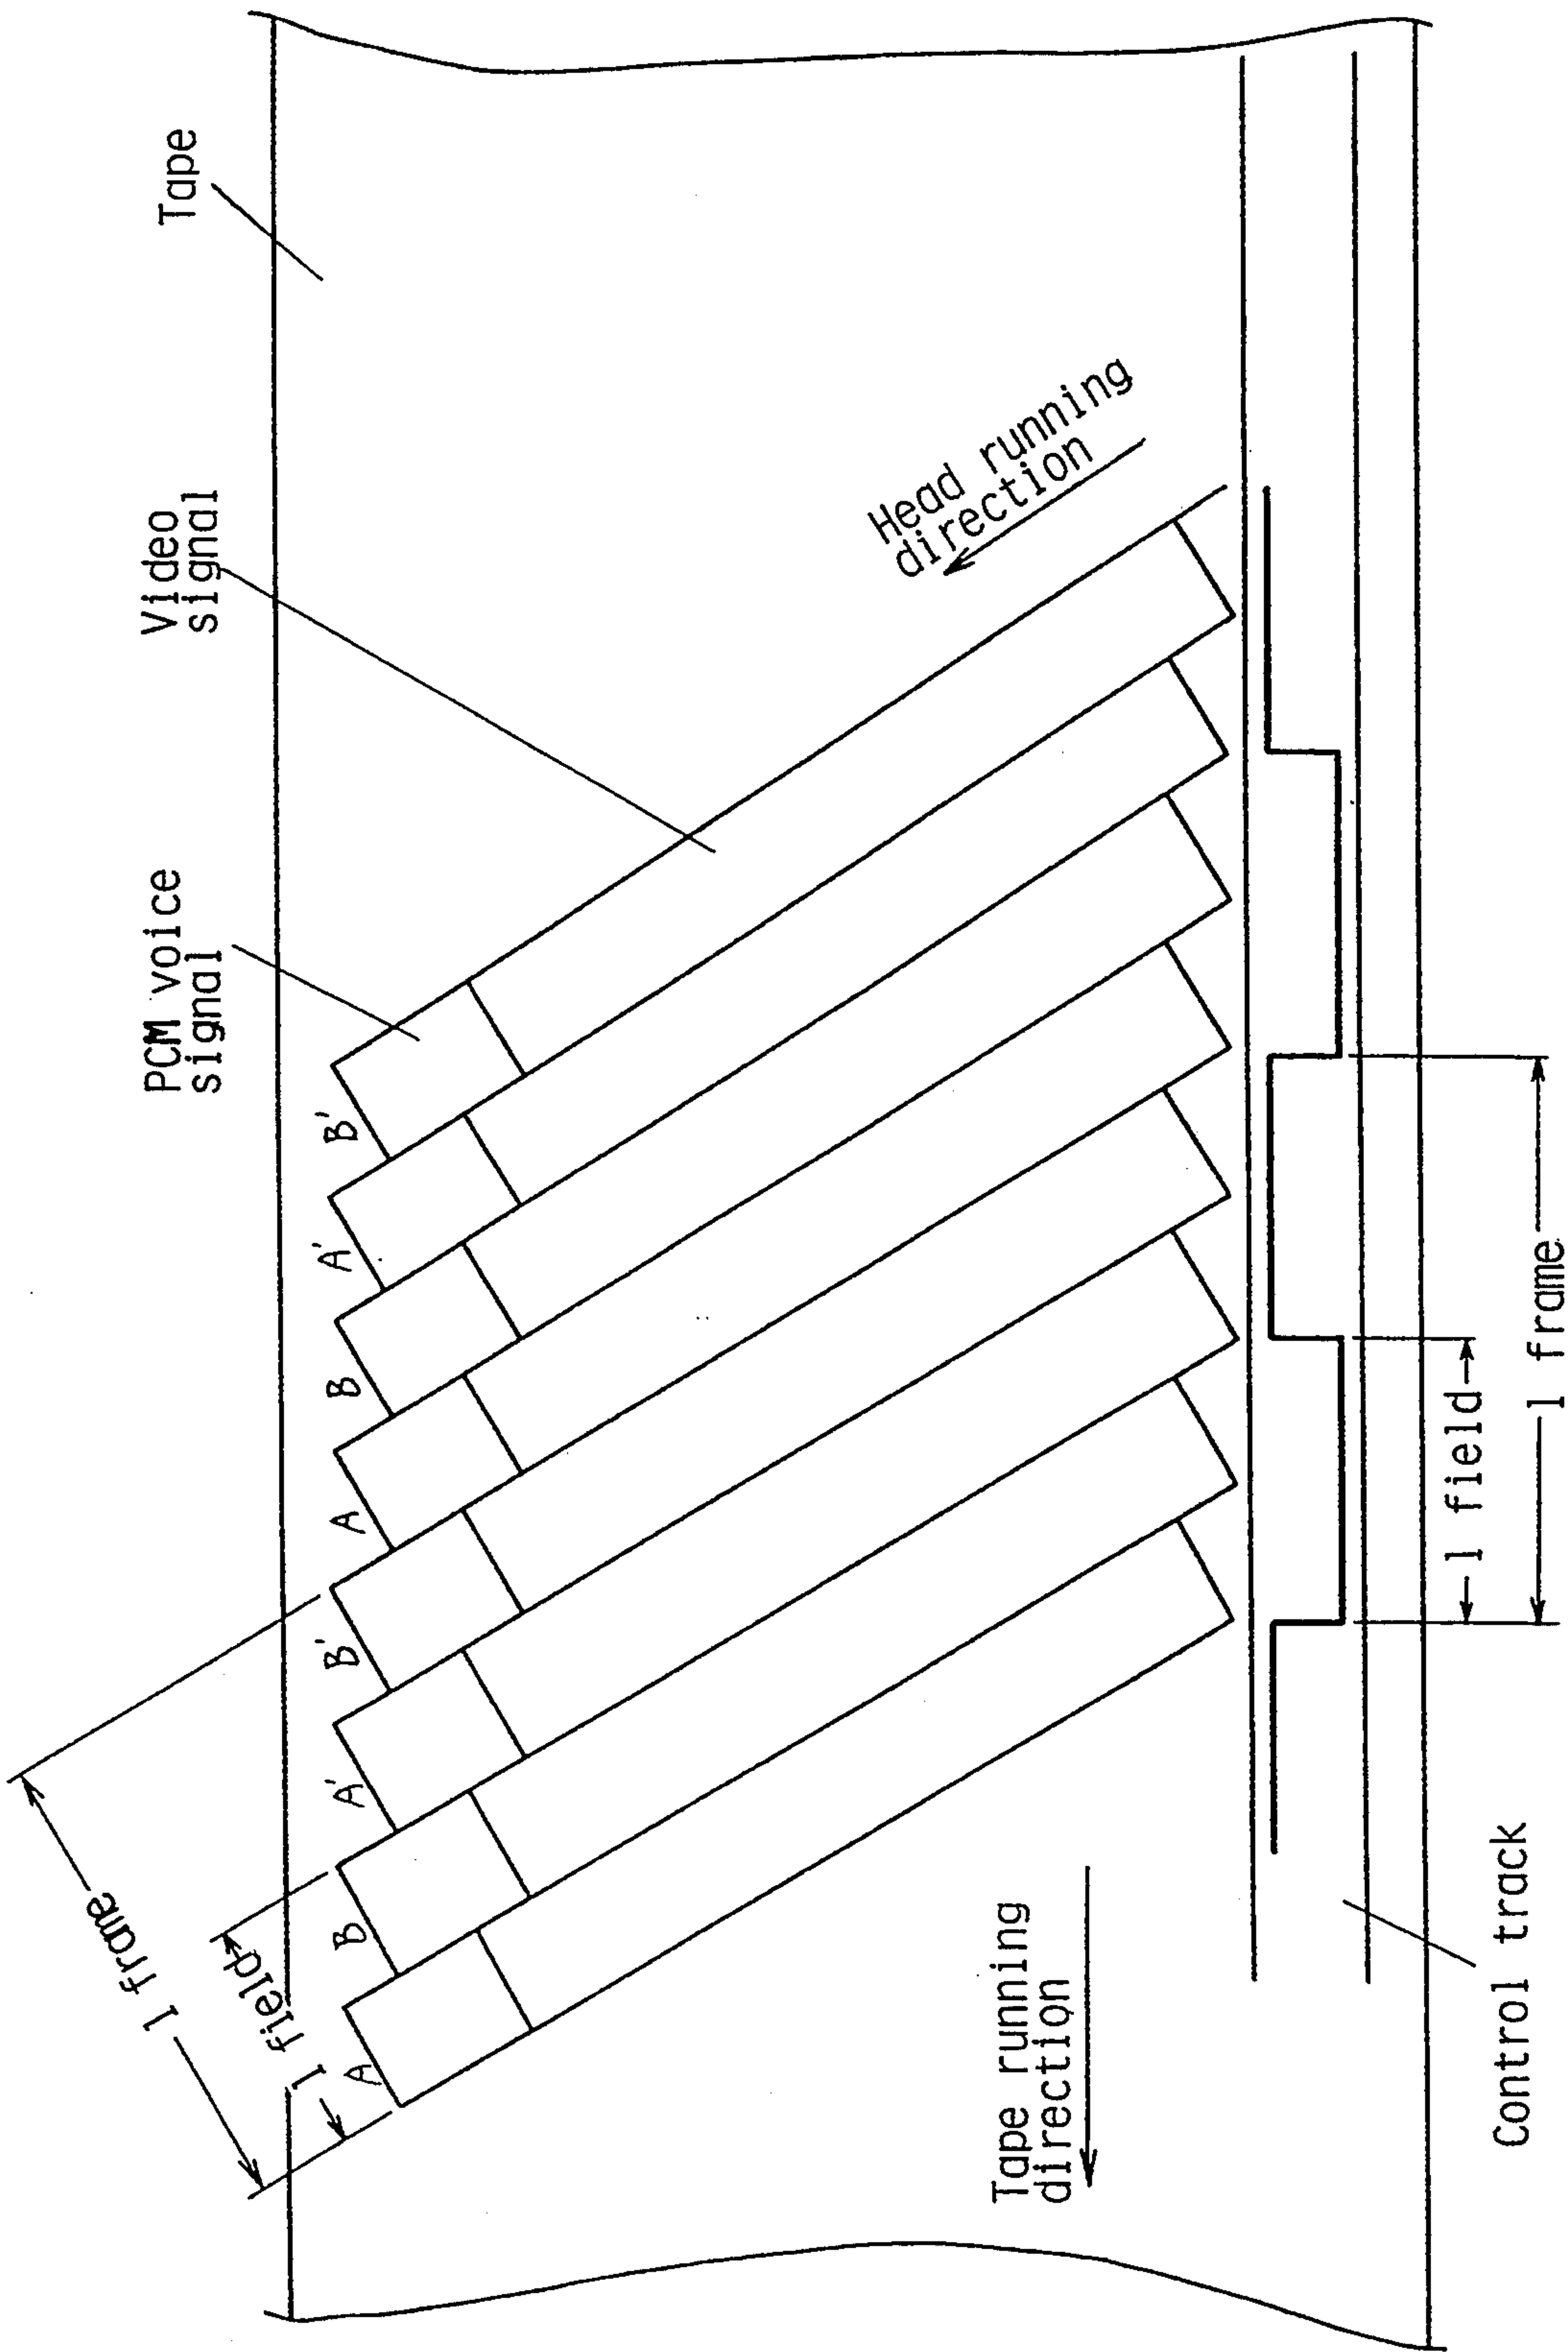 1 frame
1 field
A
B
A'
B'
A
B
A'
B'
PCM voice
signal
Video
signal
Tape
Head running
direction
Tape running
direction
Control track
1 field
1 frame